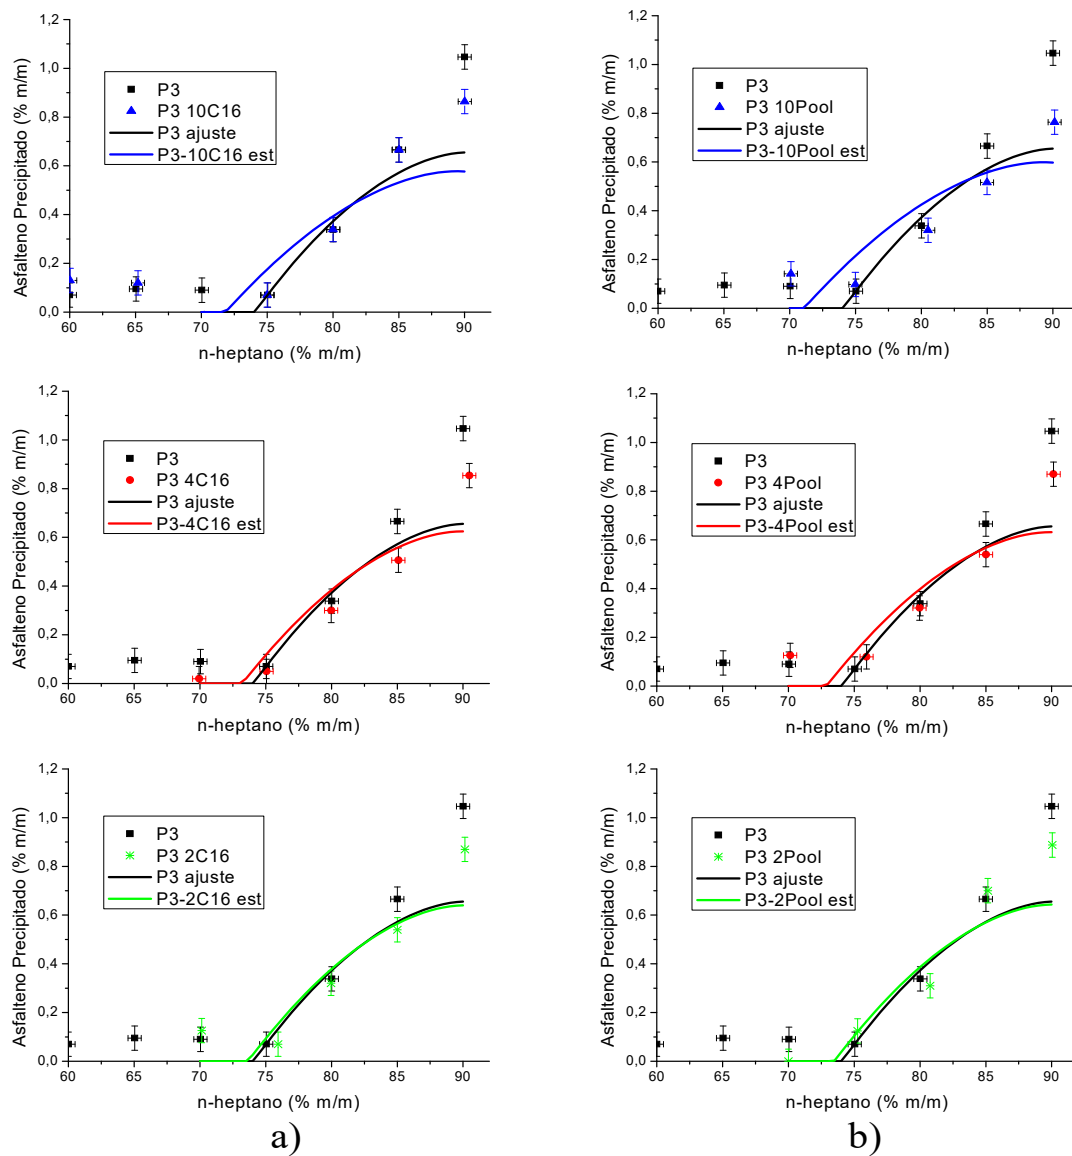 1,2
1,0
0,8
0,6
0,4
0,2
0,0
60 65 70 75 80 85 90
Asfalteno Precipitado (% m/m)
n-heptano (% m/m)
P3
P3 10C16
P3 ajuste
P3-10C16 est
1,2
1,0
0,8
0,6
0,4
0,2
0,0
60 65 70 75 80 85 90
Asfalteno Precipitado (% m/m)
n-heptano (% m/m)
P3
P3 10Pool
P3 ajuste
P3-10Pool est
1,2
1,0
0,8
0,6
0,4
0,2
0,0
60 65 70 75 80 85 90
Asfalteno Precipitado (% m/m)
n-heptano (% m/m)
P3
P3 4C16
P3 ajuste
P3-4C16 est
1,2
1,0
0,8
0,6
0,4
0,2
0,0
60 65 70 75 80 85 90
Asfalteno Precipitado (% m/m)
n-heptano (% m/m)
P3
P3 4Pool
P3 ajuste
P3-4Pool est
1,2
1,0
0,8
0,6
0,4
0,2
0,0
60 65 70 75 80 85 90
Asfalteno Precipitado (% m/m)
n-heptano (% m/m)
P3
P3 2C16
P3 ajuste
P3-2C16 est
1,2
1,0
0,8
0,6
0,4
0,2
0,0
60 65 70 75 80 85 90
Asfalteno Precipitado (% m/m)
n-heptano (% m/m)
P3
P3 2Pool
P3 ajuste
P3-2Pool est
a)
b)